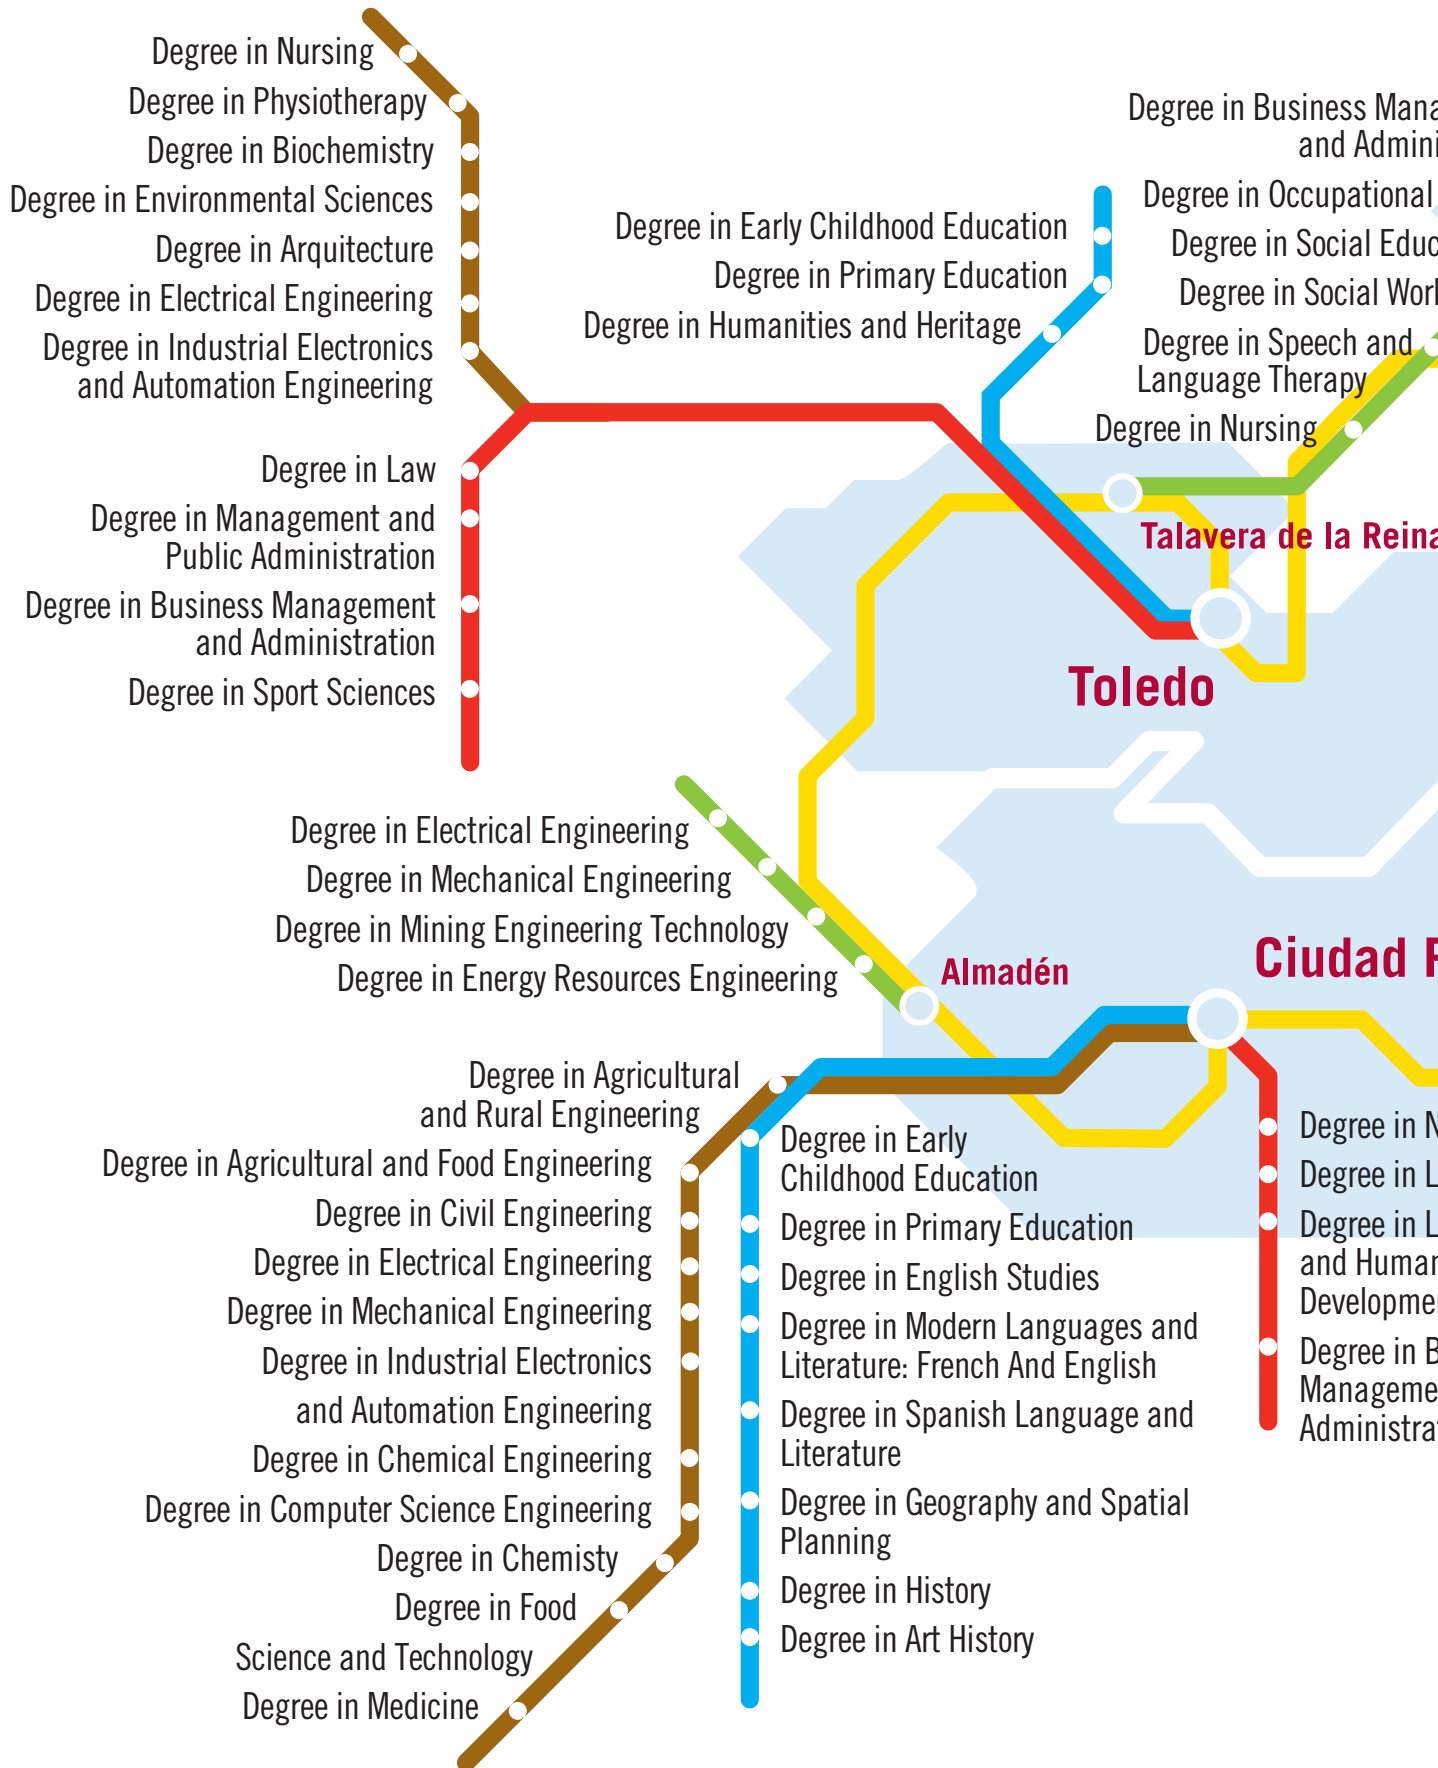 Degree in Nursing
Degree in Physiotherapy
Degree in Biochemistry
Degree in Environmental Sciences
Degree in Arquitecture
Degree in Electrical Engineering
Degree in Industrial Electronics
and Automation Engineering
Degree in Law
Degree in Management and
Public Administration
Degree in Business Management
and Administration
Degree in Sport Sciences
Degree in Early Childhood Education
Degree in Primary Education
Degree in Humanities and Heritage
Degree in Business
and
Degree in Occupational
Degree in Social
Degree in Social
Degree in Speech and
Language Therapy
Degree in Nursing
Talavera de la Reina
Toledo
Degree in Electrical Engineering
Degree in Mechanical Engineering
Degree in Mining Engineering Technology
Degree in Energy Resources Engineering
Almadén
Ciudad
Degree in Agricultural
and Rural Engineering
Degree in Agricultural and Food Engineering
Degree in Civil Engineering
Degree in Electrical Engineering
Degree in Mechanical Engineering
Degree in Industrial Electronics
and Automation Engineering
Degree in Chemical Engineering
Degree in Computer Science Engineering
Degree in Chemisty
Degree in Food
Science and Technology
Degree in Medicine
Degree in Early
Childhood Education
Degree in Primary Education
Degree in English Studies
Degree in Modern Languages and
Literature: French And English
Degree in Spanish Language and
Literature
Degree in Geography and Spatial
Planning
Degree in History
Degree in Art History
Degree in
Degree in
Degree in
and
Degree in